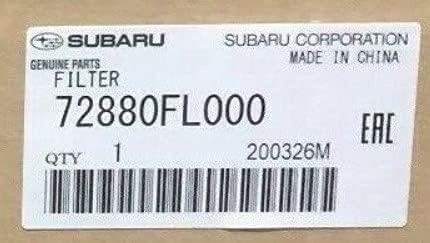 SUBARU SUBARU CORPORATION
GENUINE PARTS MADE IN CHINA
FILTER
72880FL000
EAC
QTY 1 200326M